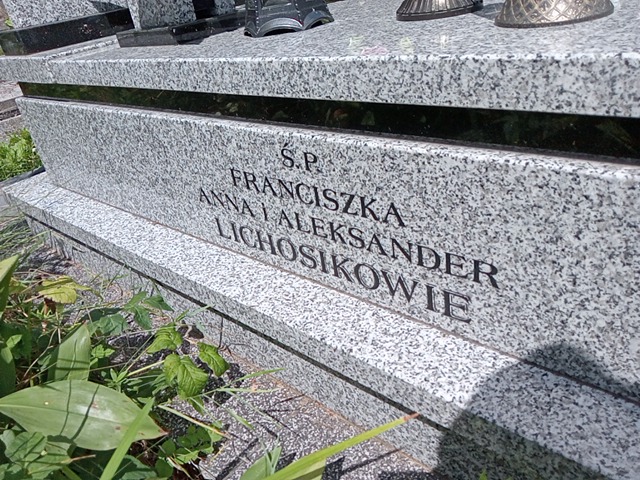 Ś.P.
FRANCISZKA
ANNA I ALEKSANDER
LICHOSIKOWIE